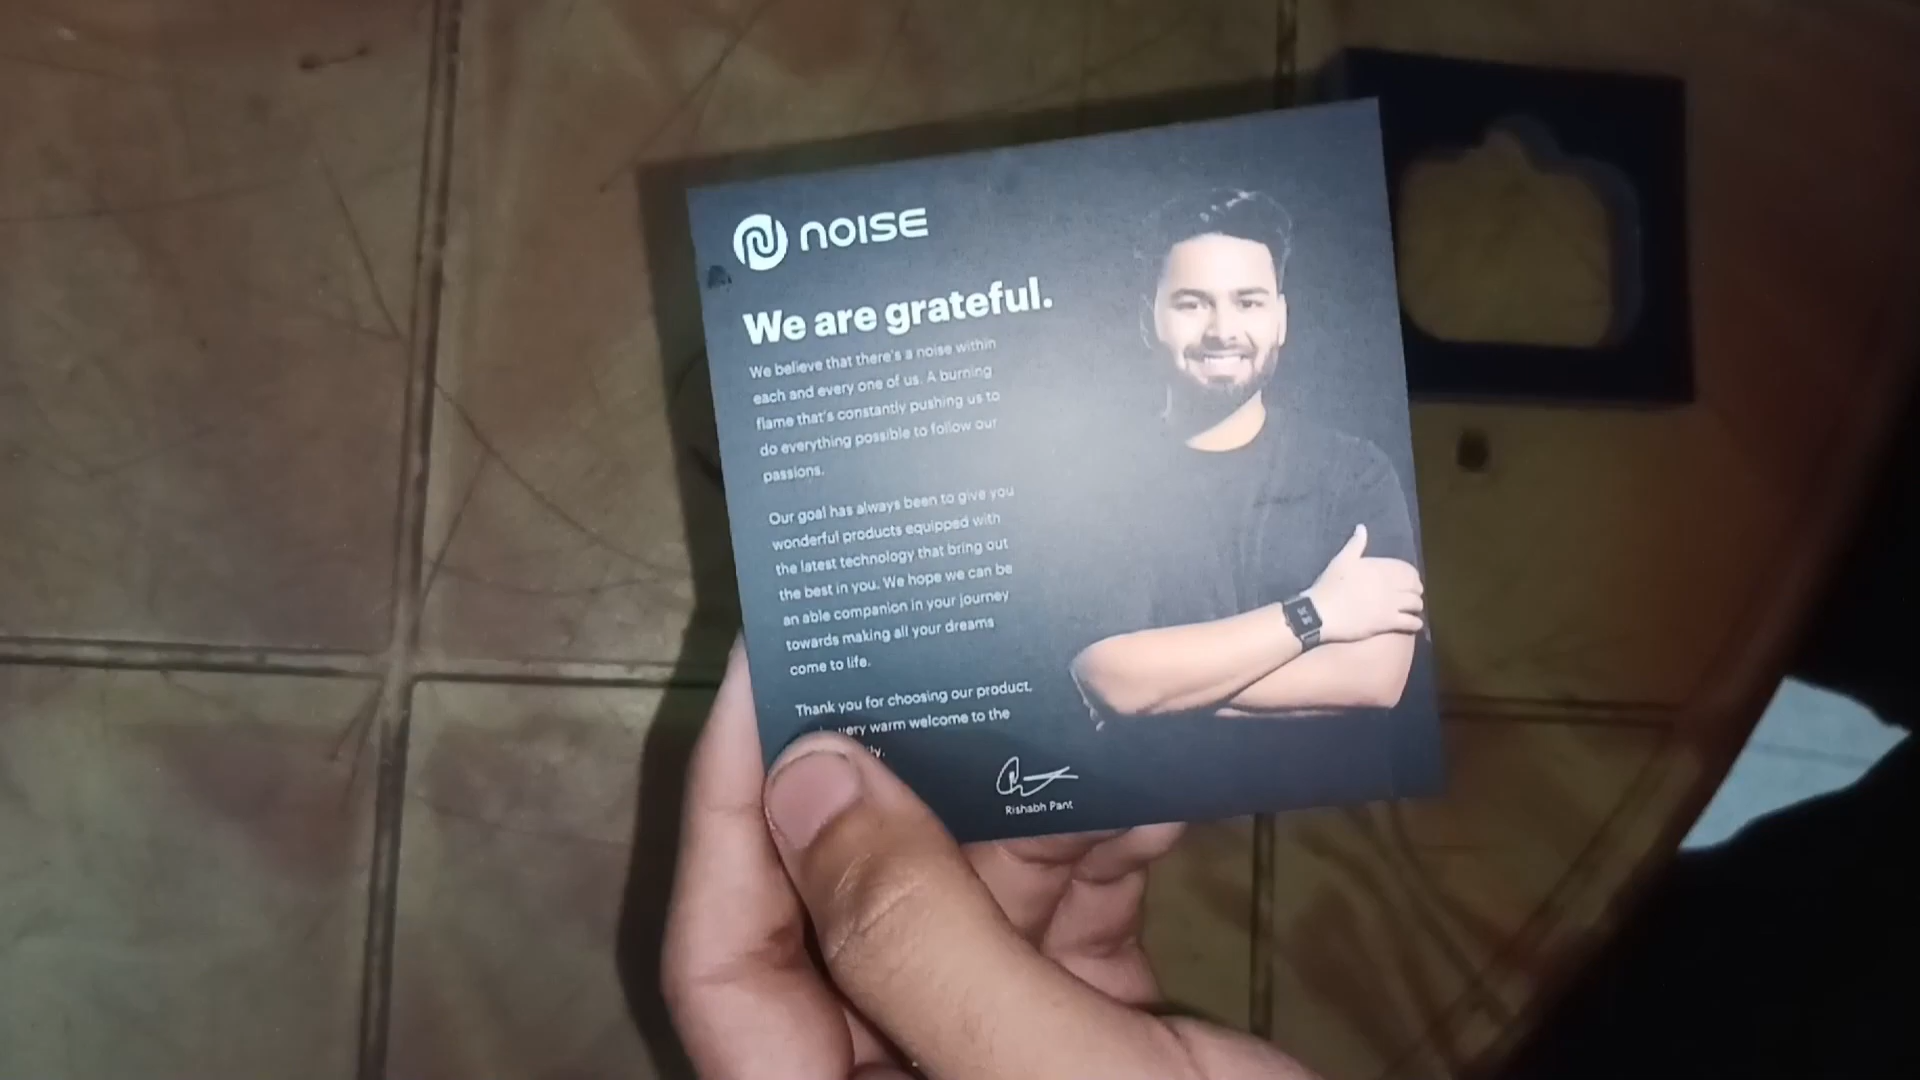 NOISE
We are grateful.
We believe that there's a noise within
each and every one of us. A burning
flame that's constantly pushing us to
do everything possible to follow our
passions.
Our goal has always been to give you
wonderful products equipped with
the latest technology that bring out
the best in you. We hope we can be
an able companion in your journey
towards making all your dreams
come to life.
Thank you for choosing our product,
very warm welcome to the
Rishabh Pant